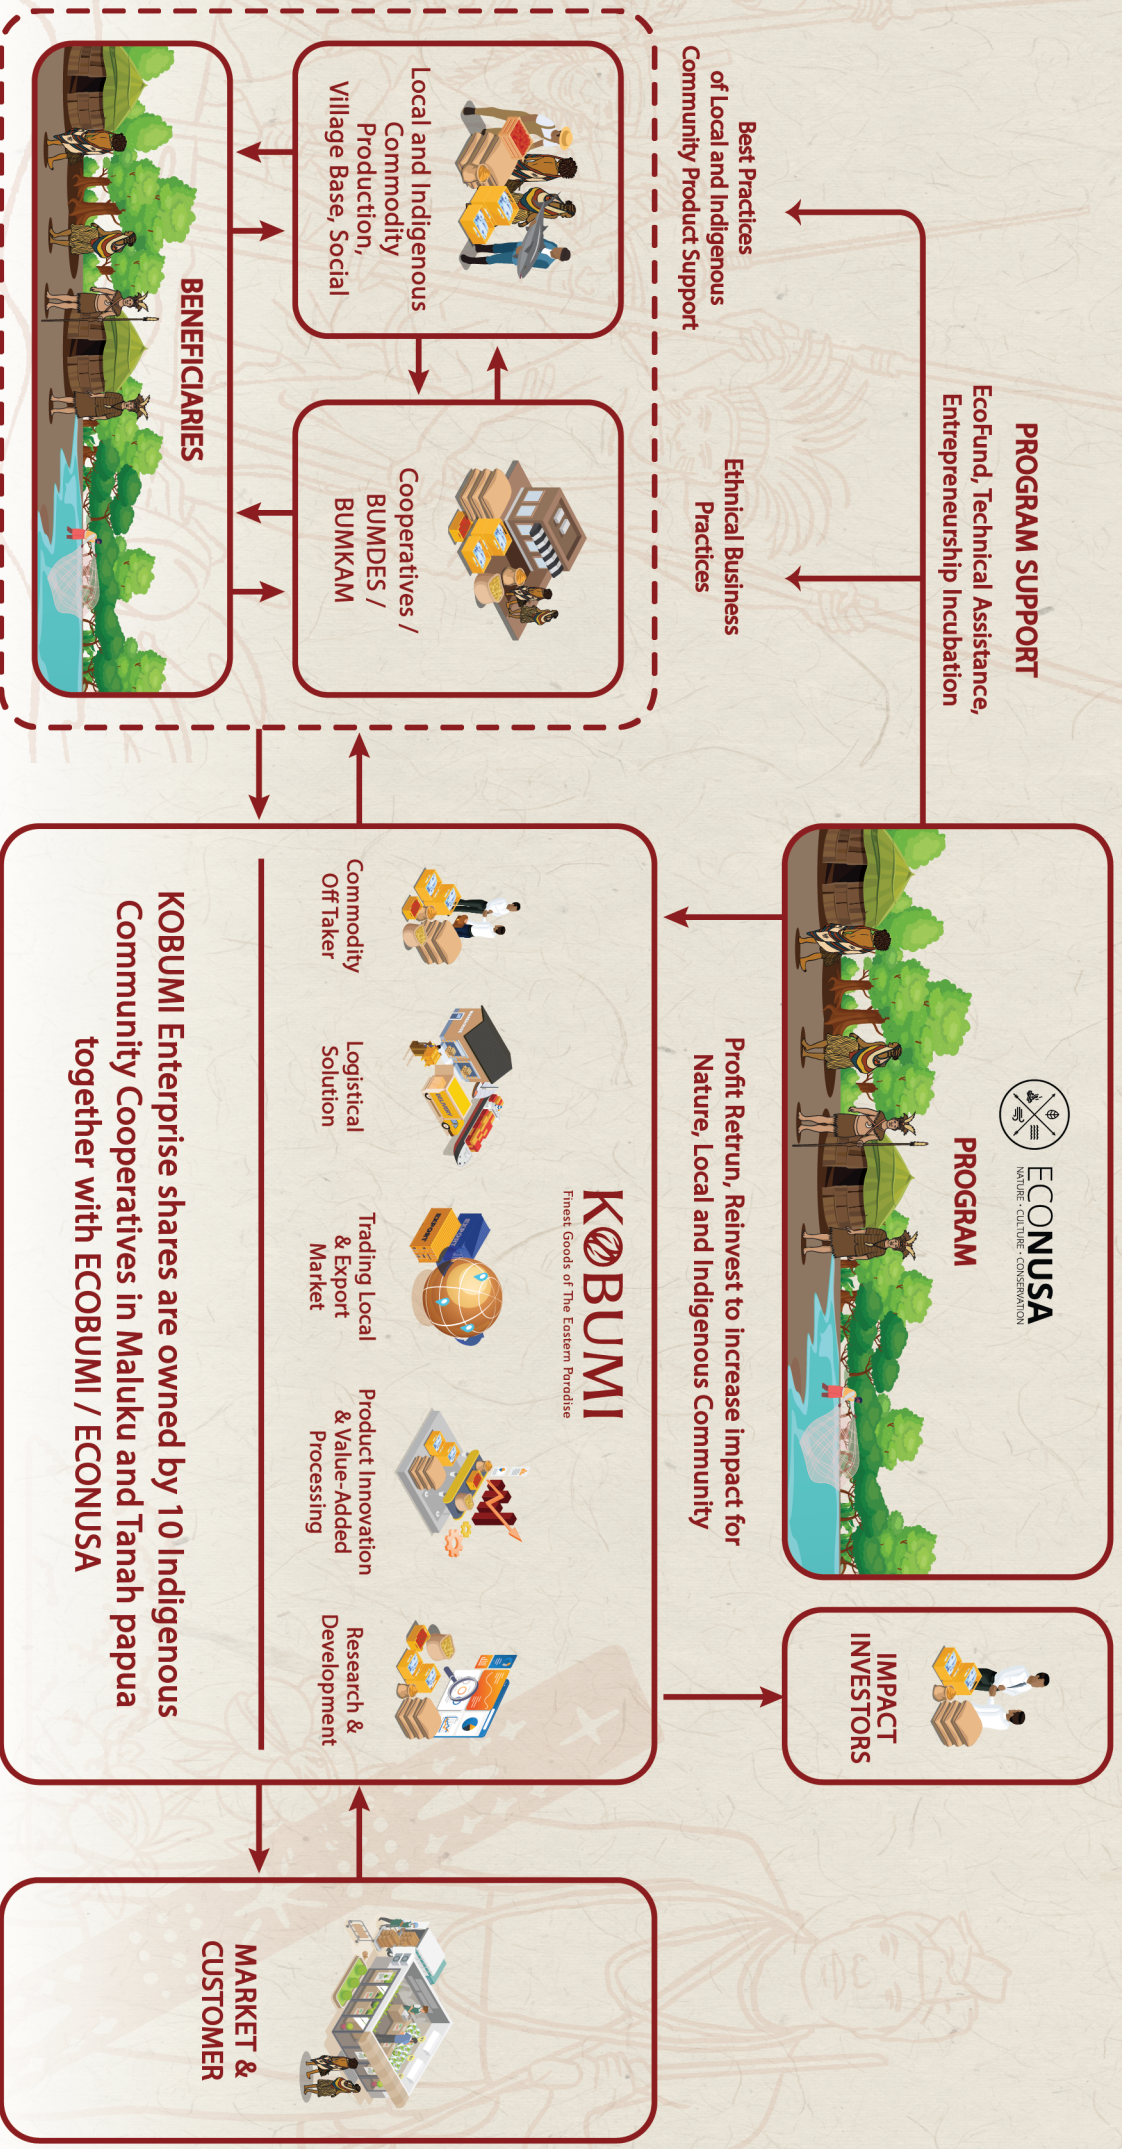 PROGRAM SUPPORT
EcoFund, Technical Assistance,
Entrepreneurship Incubation
Best Practices
of Local and Indigenous
Community Product Support
Ethnical Business
Practices
Local and Indigenous
Commodity
Production,
Village Base, Social
Cooperatives /
BUMDES /
BUMKAM
BENEFICIARIES
ECONUSA
NATURE • CULTURE • CONSERVATION
PROGRAM
IMPACT
INVESTORS
Profit Retrun, Reinvest to increase impact for
Nature, Local and Indigenous Community
KOBUMI
Finest Goods of The Eastern Paradise
Commodity
Off Taker
Logistical
Solution
Trading Local
& Export
Market
Product Innovation
& Value-Added
Processing
Research &
Development
KOBUMI Enterprise shares are owned by 10 Indigenous
Community Cooperatives in Maluku and Tanah papua
together with ECOBUMI / ECONUSA
MARKET &
CUSTOMER